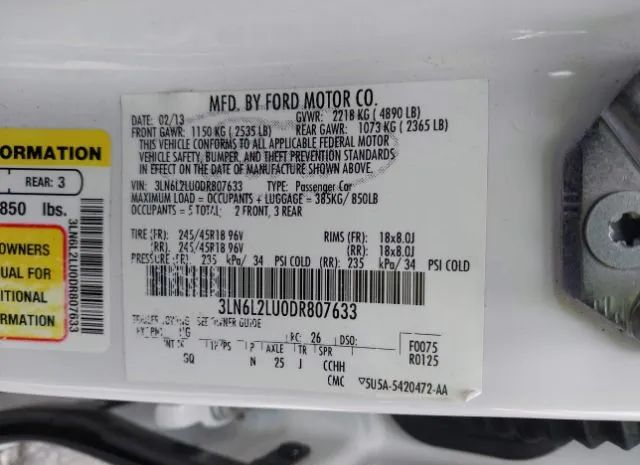 MFD. BY FORD MOTOR CO.
DATE: 02/13
GVWR: 2218 KG ( 4890 LB)
FRONT GAWR: 1150 KG ( 2535 LB)
REAR GAWR: 1073 KG ( 2365 LB)
THIS VEHICLE CONFORMS TO ALL APPLICABLE FEDERAL MOTOR
VEHICLE SAFETY, BUMPER, AND THEFT PREVENTION STANDARDS
IN EFFECT ON THE DATE OF MANUFACTURE SHOWN ABOVE.
VIN: 3LN6L2LU0DR807633 TYPE: Passenger Car
MAXIMUM LOAD = OCCUPANTS + LUGGAGE = 385KG/ 850LB
OCCUPANTS = 5 TOTAL: 2 FRONT, 3 REAR
TIRE (FR): 245/45R18 96V RIMS (FR): 18x8.0J
(RR): 245/45R18 96V (RR): 18x8.0J
PRESSURE (FR): 235 kPa/ 34 PSI COLD (RR): 235 kPa/ 34 PSI COLD
3LN6L2LU0DR807633
TRAILER TOWING - SEE OWNER GUIDE
RC: 26 DSO:
F0075
R0125
AXLE TR SPR
SQ N 25 J CCHH
CMC
5U5A-5420472-AA
ORMATION
REAR: 3
850 lbs.
OWNERS
UAL FOR
ITIONAL
RMATION
3LN6L2LU0DR807633